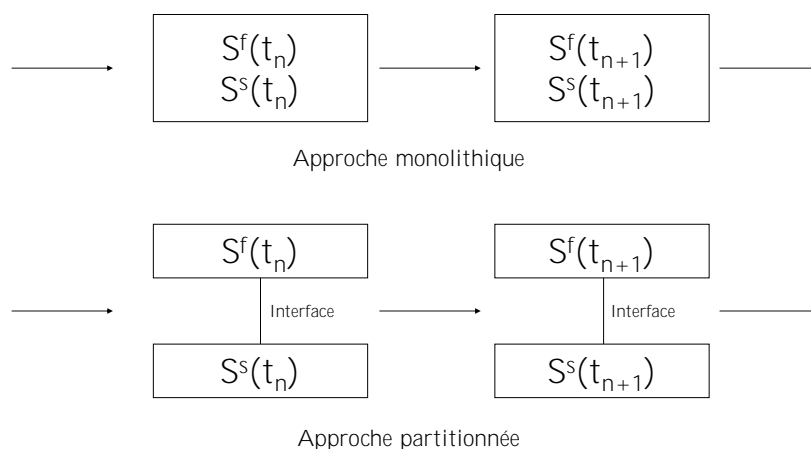 Sᶠ(tₙ) Sᶠ(tₙ₊₁)
Sˢ(tₙ) Sˢ(tₙ₊₁)
Approche monolithique
Sᶠ(tₙ) Sᶠ(tₙ₊₁)
Interface Interface
Sˢ(tₙ) Sˢ(tₙ₊₁)
Approche partitionnée